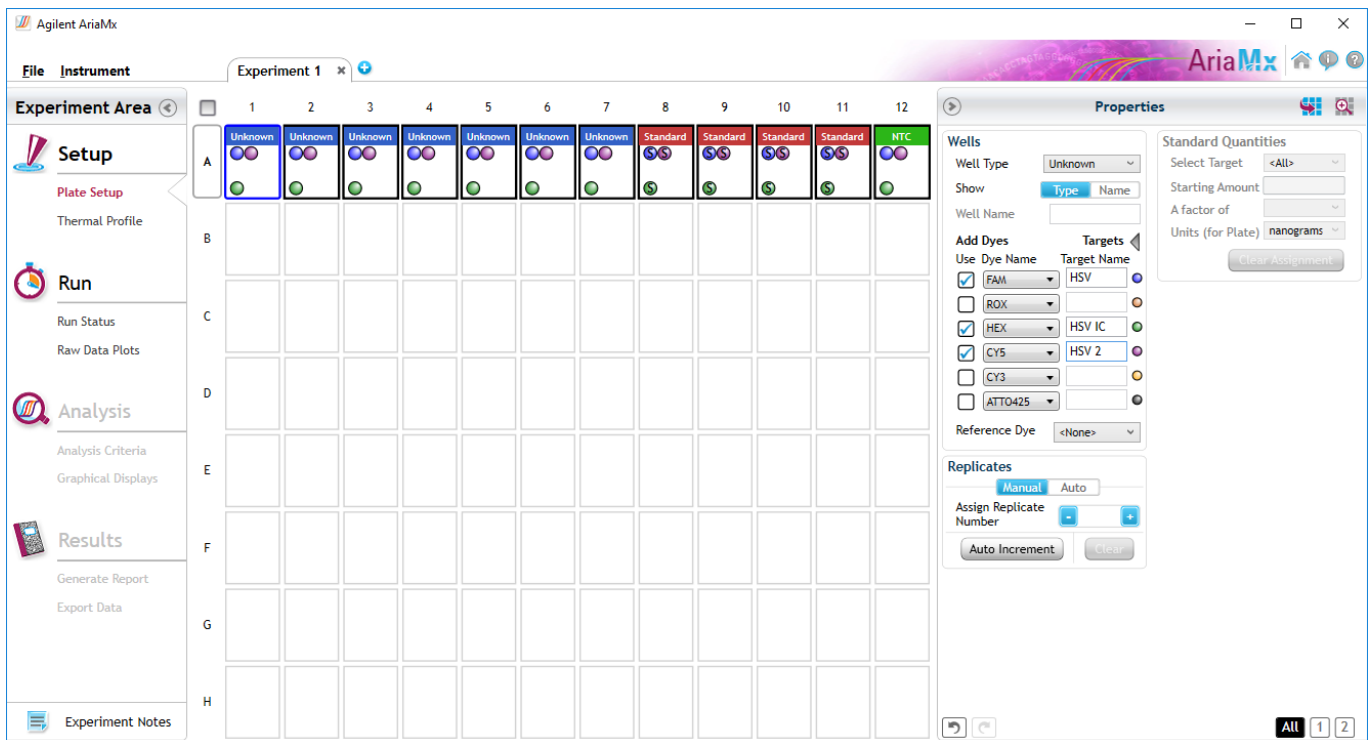 Agilent AriaMx
File Instrument
Experiment 1
AriaMx
Experiment Area
1 2 3 4 5 6 7 8 9 10 11 12
Properties
Setup
Plate Setup
Thermal Profile
Run
Run Status
Raw Data Plots
Analysis
Analysis Criteria
Graphical Displays
Results
Generate Report
Export Data
Experiment Notes
A Unknown Unknown Unknown Unknown Unknown Unknown Unknown Standard Standard Standard Standard NTC
S S S S S S S S
S S S S
B
C
D
E
F
G
H
Wells
Well Type Unknown
Show Type Name
Well Name
Add Dyes Targets
Use Dye Name Target Name
FAM HSV
ROX
HEX HSV IC
CY5 HSV 2
CY3
ATTO425
Reference Dye <None>
Replicates
Manual Auto
Assign Replicate
Number - +
Auto Increment Clear
Standard Quantities
Select Target <All>
Starting Amount
A factor of
Units (for Plate) nanograms
Clear Assignment
All 1 2